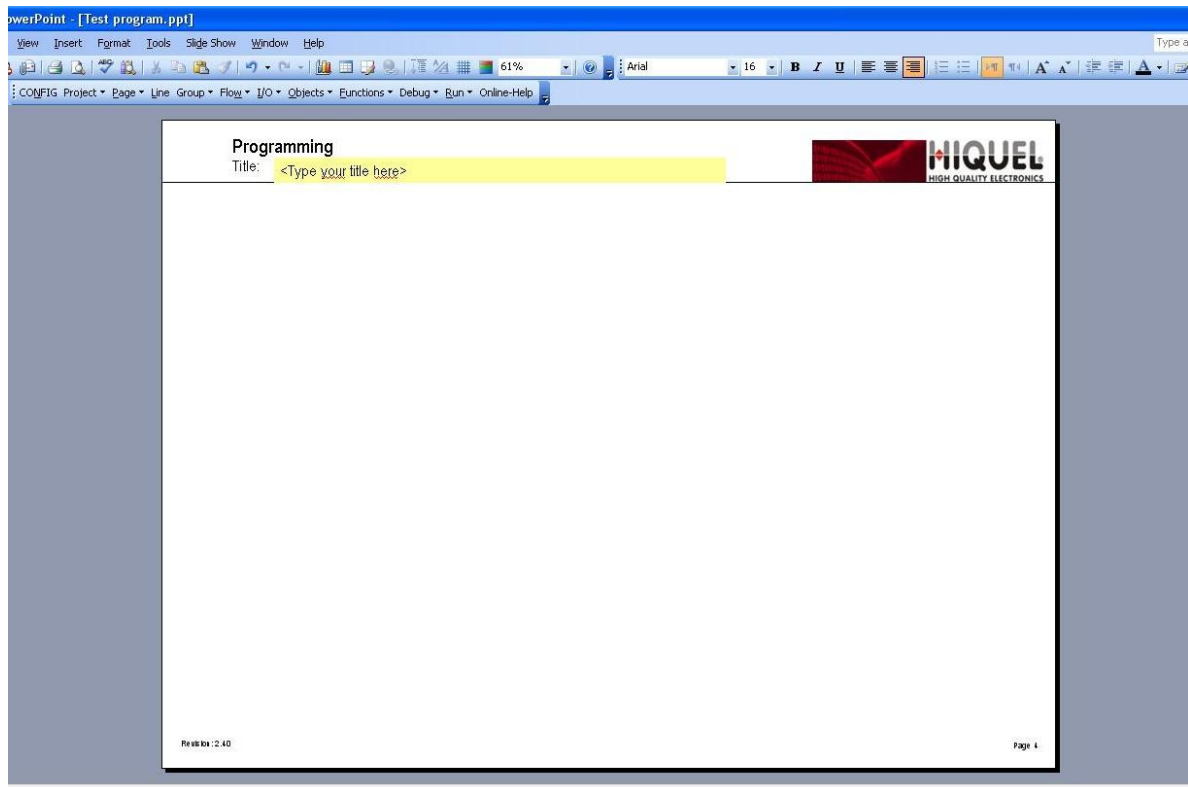 owerPoint - [Test program.ppt]
View Insert Format Tools Slide Show Window Help
Type a
61% Arial 16 B I U A A A
CONFIG Project Page Line Group Flow I/O Objects Functions Debug Run Online-Help
Programming
Title: <Type your title here>
HIQUEL
HIGH QUALITY ELECTRONICS
Revision : 2.40
Page 4